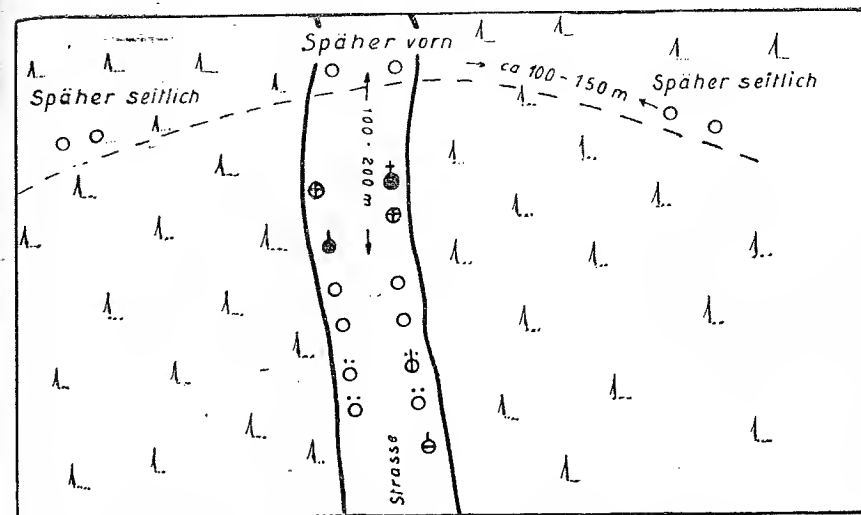 Späher vorn
ca 100-150 m
Späher seitlich
Späher seitlich
100-200 m
Strasse